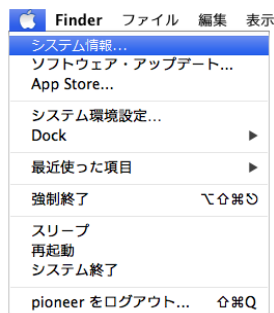 Finder ファイル 編集 表示
システム情報...
ソフトウェア・アップデート...
App Store...
システム環境設定...
Dock ▶
最近使った項目 ▶
強制終了 ⌥⇧⌘⎋
スリープ
再起動
システム終了
pioneer をログアウト... ⇧⌘Q